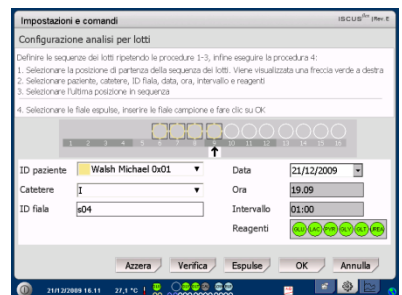 Impostazioni e comandi
ISCUSflex |Rev.E
Configurazione analisi per lotti
Definire le sequenze dei lotti ripetendo le procedure 1-3, infine eseguire la procedura 4:
1. Selezionare la posizione di partenza della sequenza dei lotti. Viene visualizzata una freccia verde a destra
2. Selezionare paziente, catetere, ID fiala, data, ora, intervallo e reagenti
3. Selezionare l'ultima posizione in sequenza
4. Selezionare le fiale espulse, inserire le fiale campione e fare clic su OK
1 2 3 4 5 6 7 8 9 10 11 12 13 14 15 16
ID paziente Walsh Michael 0x01 Data 21/12/2009
Catetere I Ora 19.09
ID fiala s04 Intervallo 01:00
Reagenti GLU LAC PYR GLY GLT UREA
Azzera Verifica Espulse OK Annulla
21/12/2009 16.11 27,1 °C